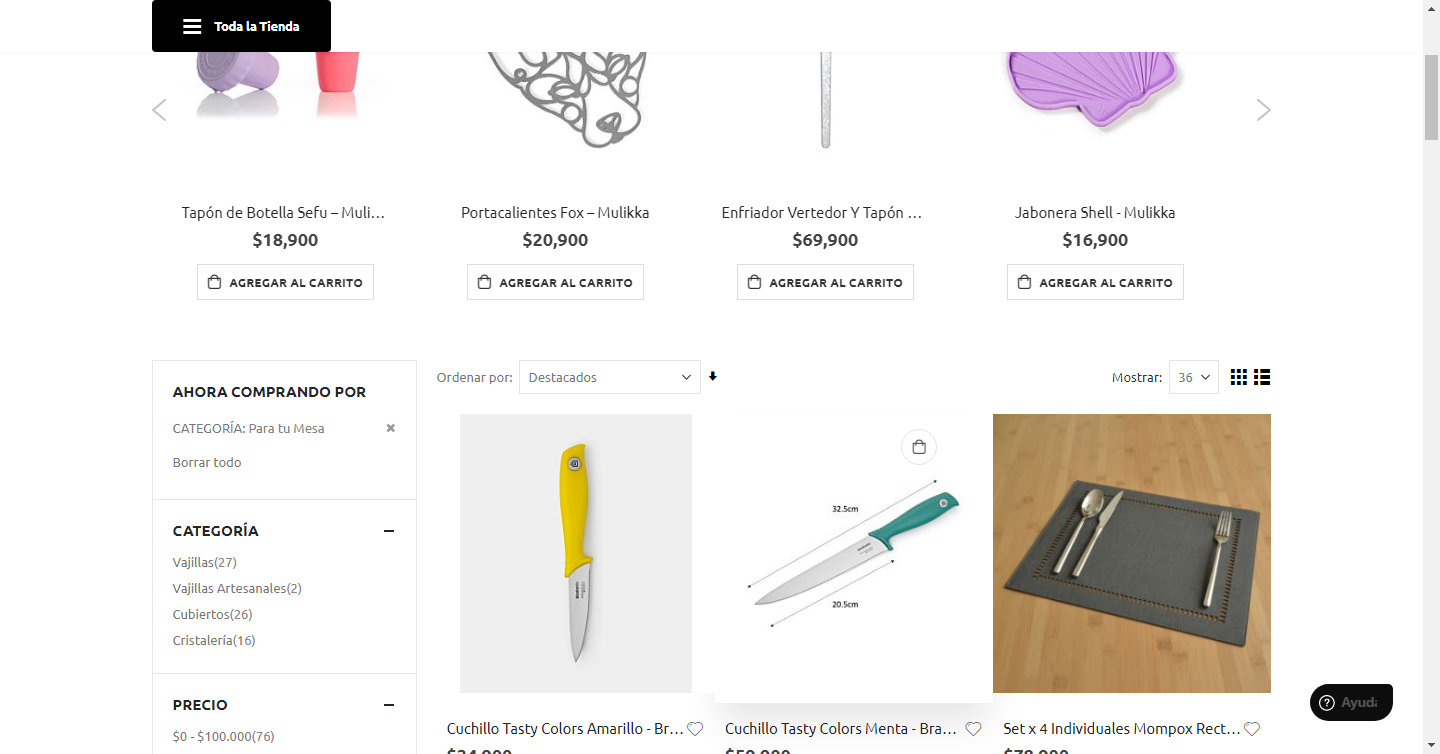 Toda la Tienda
Tapón de Botella Sefu – Muli...
$18,900
AGREGAR AL CARRITO
Portacalientes Fox – Mulikka
$20,900
AGREGAR AL CARRITO
Enfriador Vertedor Y Tapón ...
$69,900
AGREGAR AL CARRITO
Jabonera Shell - Mulikka
$16,900
AGREGAR AL CARRITO
AHORA COMPRANDO POR
CATEGORÍA: Para tu Mesa
Borrar todo
CATEGORÍA
Vajillas(27)
Vajillas Artesanales(2)
Cubiertos(26)
Cristalería(16)
PRECIO
$0 - $100.000(76)
Ordenar por: Destacados
Mostrar: 36
32.5cm
20.5cm
Cuchillo Tasty Colors Amarillo - Br...
Cuchillo Tasty Colors Menta - Bra...
Set x 4 Individuales Mompox Rect...
Ayuda